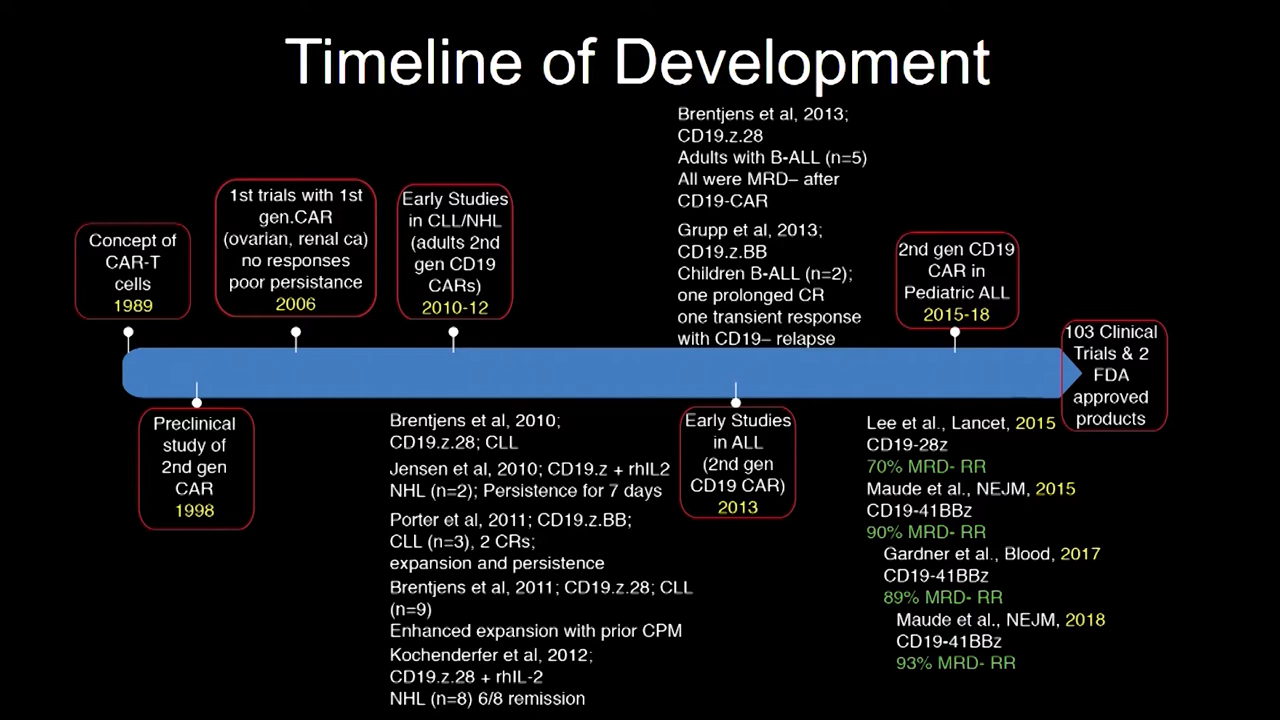 Timeline of Development
Concept of
CAR-T
cells
1989
1st trials with 1st
gen.CAR
(ovarian, renal ca)
no responses
poor persistance
2006
Early Studies
in CLL/NHL
(adults 2nd
gen CD19
CARs)
2010-12
Brentjens et al, 2013;
CD19.z.28
Adults with B-ALL (n=5)
All were MRD– after
CD19-CAR
Grupp et al, 2013;
CD19.z.BB
Children B-ALL (n=2);
one prolonged CR
one transient response
with CD19– relapse
2nd gen CD19
CAR in
Pediatric ALL
2015-18
103 Clinical
Trials & 2
FDA
approved
products
Preclinical
study of
2nd gen
CAR
1998
Brentjens et al, 2010;
CD19.z.28; CLL
Jensen et al, 2010; CD19.z + rhIL2
NHL (n=2); Persistence for 7 days
Porter et al, 2011; CD19.z.BB;
CLL (n=3), 2 CRs;
expansion and persistence
Brentjens et al, 2011; CD19.z.28; CLL
(n=9)
Enhanced expansion with prior CPM
Kochenderfer et al, 2012;
CD19.z.28 + rhIL-2
NHL (n=8) 6/8 remission
Early Studies
in ALL
(2nd gen
CD19 CAR)
2013
Lee et al., Lancet, 2015
CD19-28z
70% MRD- RR
Maude et al., NEJM, 2015
CD19-41BBz
90% MRD- RR
Gardner et al., Blood, 2017
CD19-41BBz
89% MRD- RR
Maude et al., NEJM, 2018
CD19-41BBz
93% MRD- RR